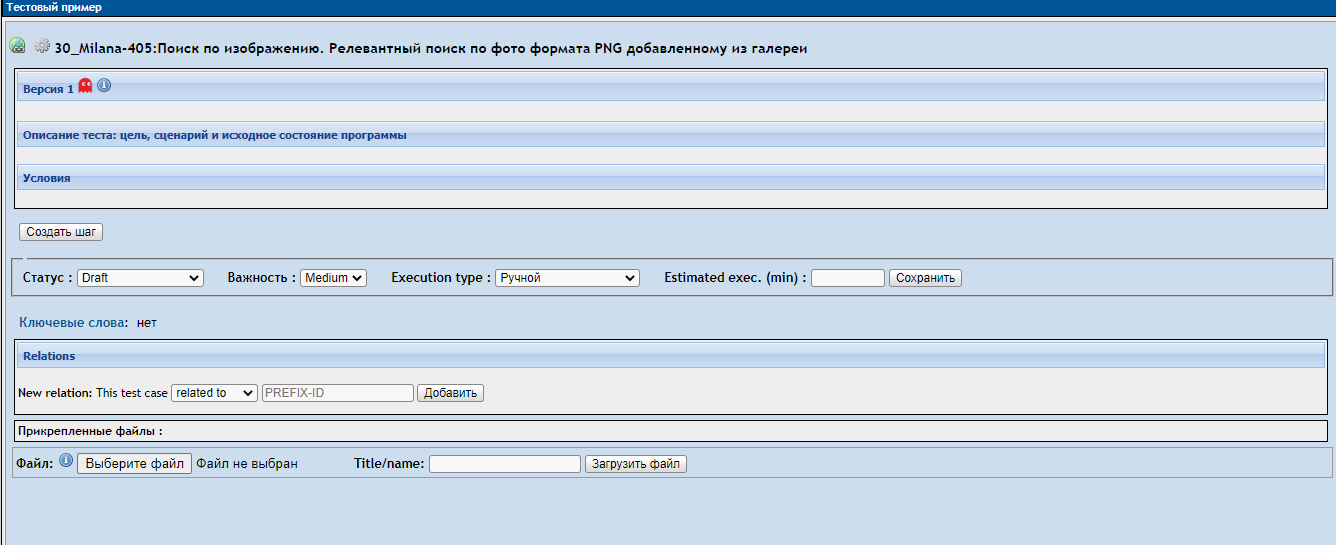 Тестовый пример
30_Milana-405:Поиск по изображению. Релевантный поиск по фото формата PNG добавленному из галереи
Версия 1
Описание теста: цель, сценарий и исходное состояние программы
Условия
Создать шаг
Статус : Draft Важность : Medium Execution type : Ручной Estimated exec. (min) : Сохранить
Ключевые слова: нет
Relations
New relation: This test case related to PREFIX-ID Добавить
Прикрепленные файлы :
Файл: Выберите файл Файл не выбран Title/name: Загрузить файл